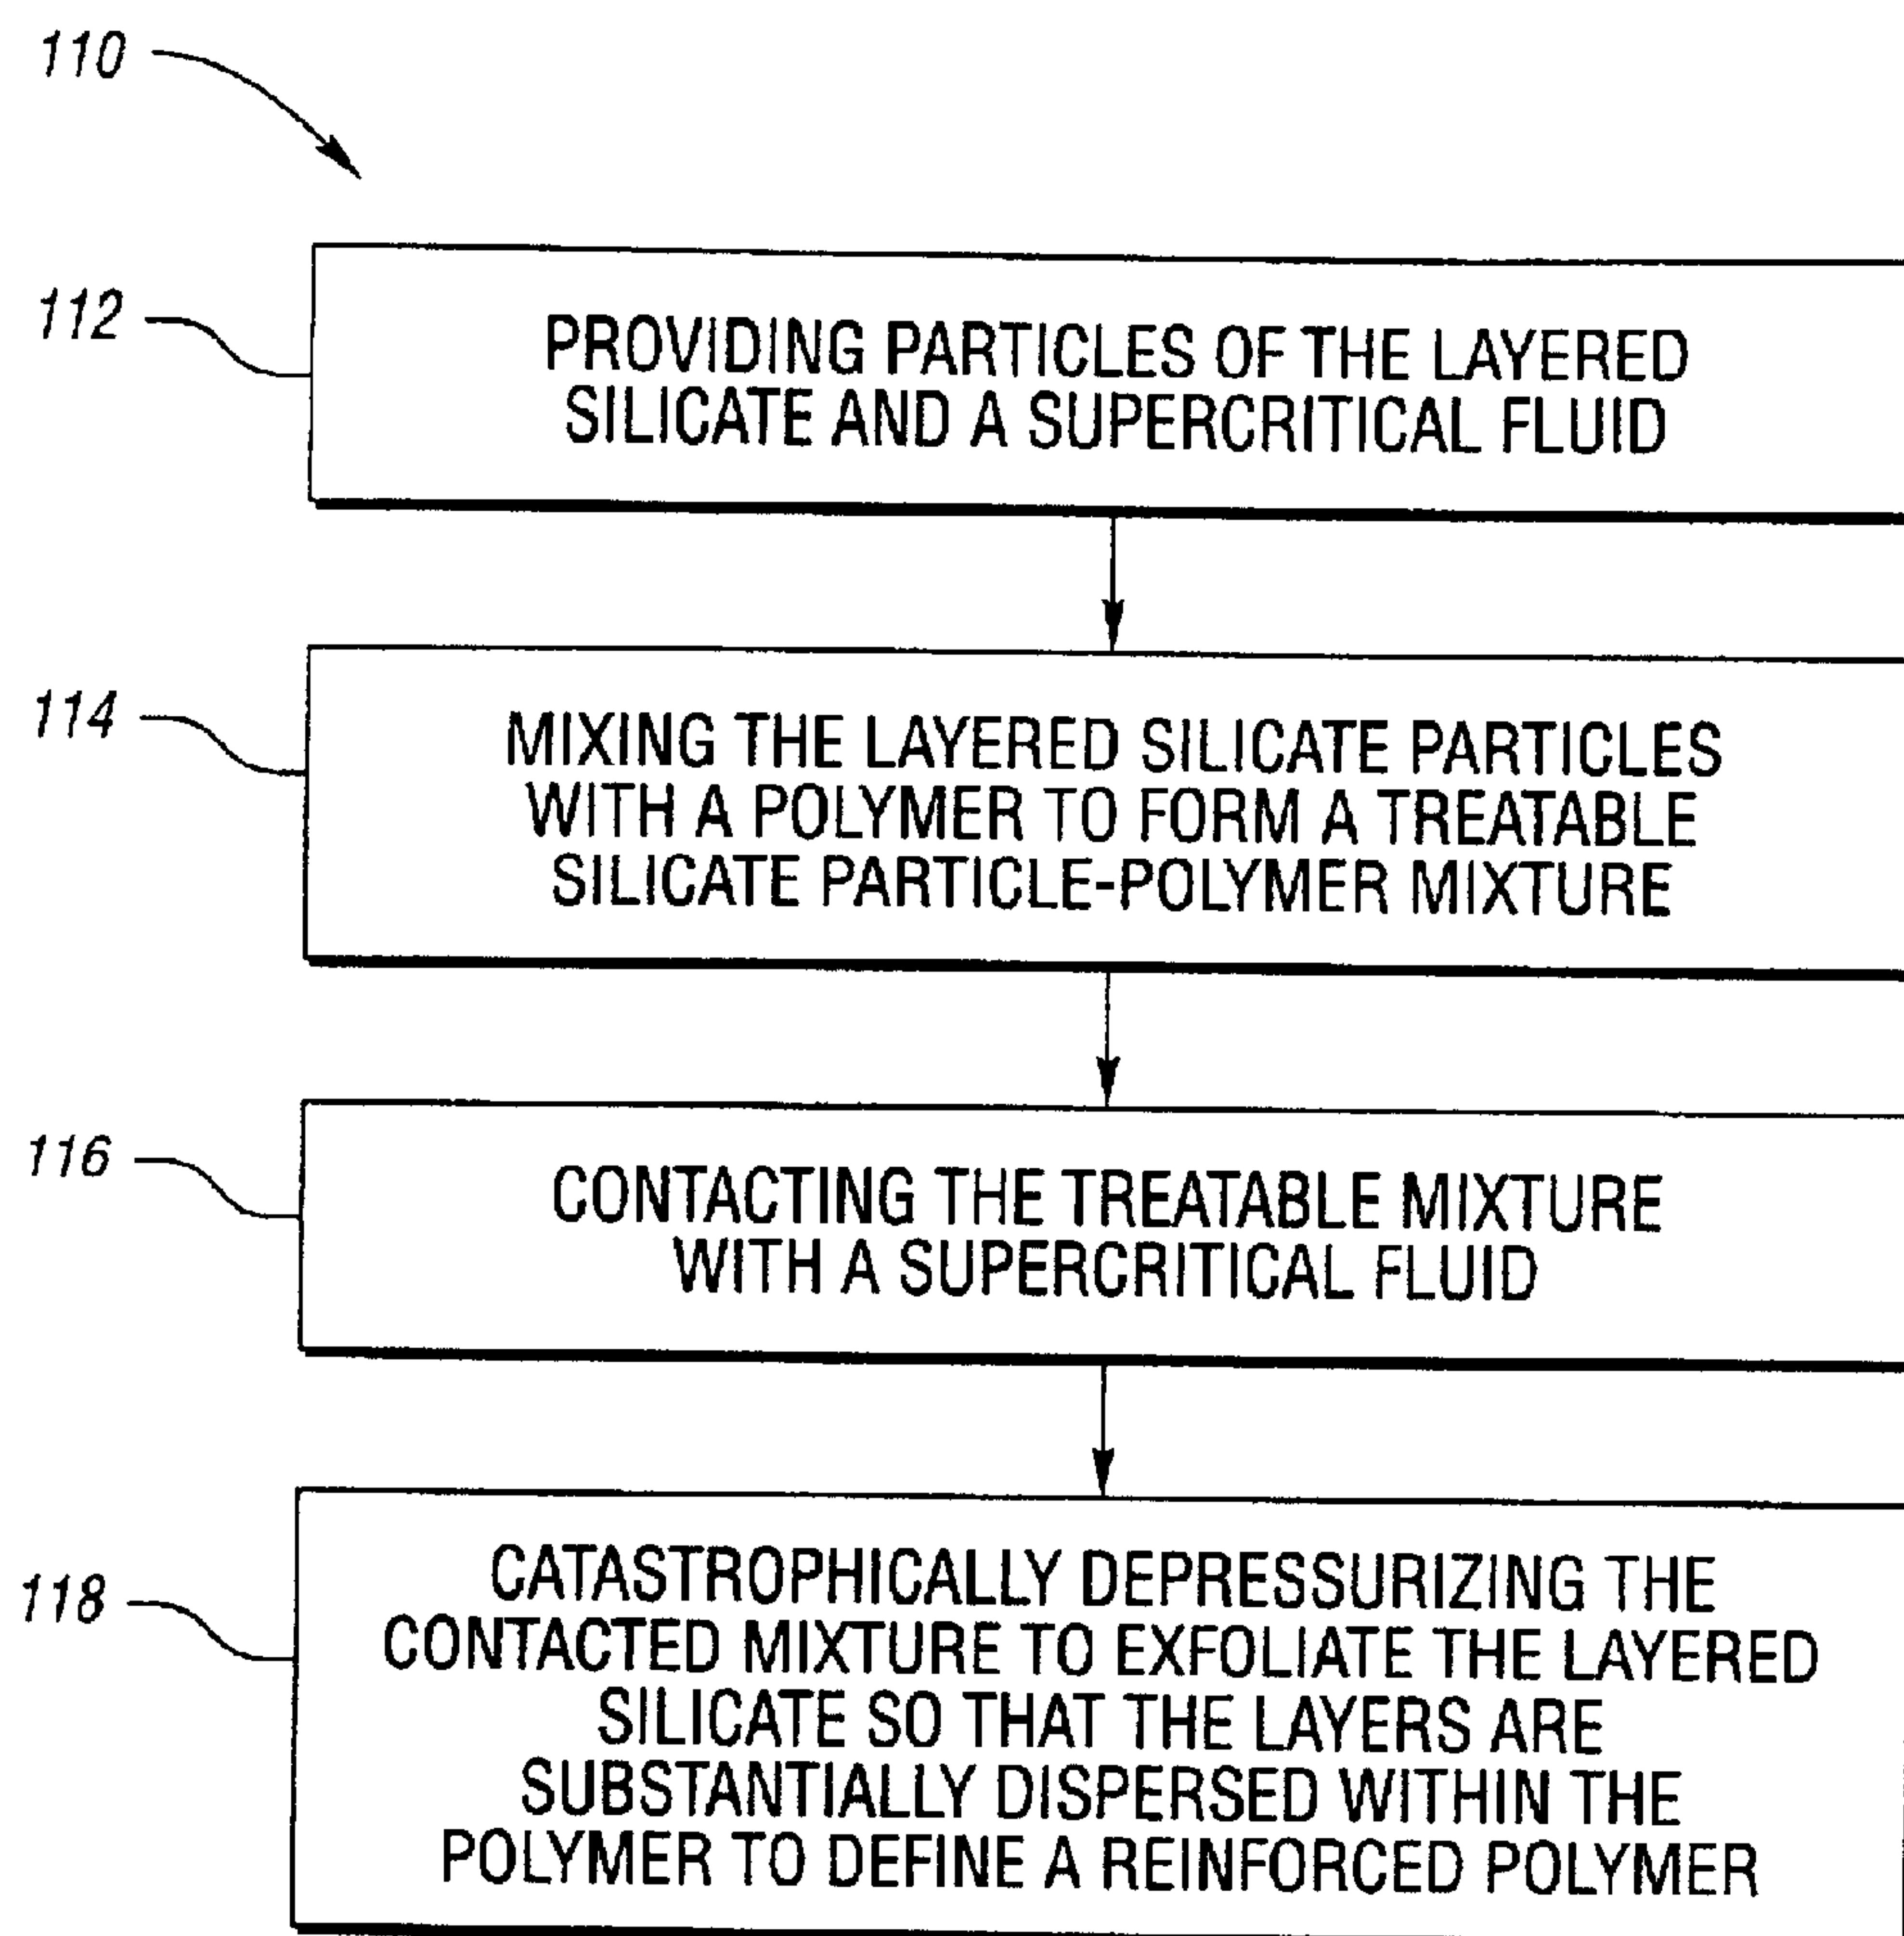 110
112
PROVIDING PARTICLES OF THE LAYERED
SILICATE AND A SUPERCRITICAL FLUID
114
MIXING THE LAYERED SILICATE PARTICLES
WITH A POLYMER TO FORM A TREATABLE
SILICATE PARTICLE-POLYMER MIXTURE
116
CONTACTING THE TREATABLE MIXTURE
WITH A SUPERCRITICAL FLUID
118
CATASTROPHICALLY DEPRESSURIZING THE
CONTACTED MIXTURE TO EXFOLIATE THE LAYERED
SILICATE SO THAT THE LAYERS ARE
SUBSTANTIALLY DISPERSED WITHIN THE
POLYMER TO DEFINE A REINFORCED POLYMER